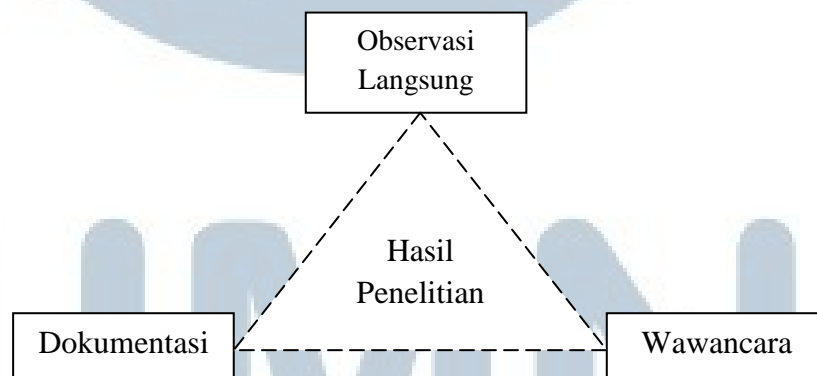 Observasi
Langsung
Hasil
Penelitian
Dokumentasi
Wawancara